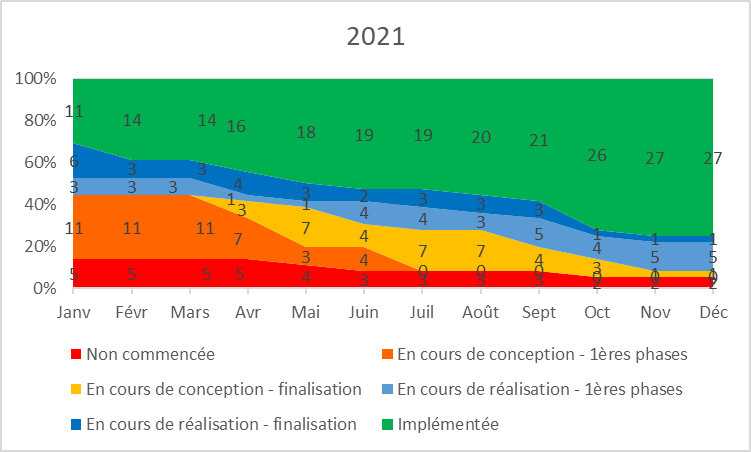 2021
100%
80%
60%
40%
20%
0%
11 14 14 16 18 19 19 20 21 26 27 27
6 3 3 4 3 2 3 3 3 1 1 1
3 3 3 1 1 4 4 3 5 4 5 5
3 7 4 7 7 4 3 1 1
11 11 11 7 3 4 0 0 0 0 0 0
5 5 5 5 4 3 3 3 3 2 2 2
Janv Févr Mars Avr Mai Juin Juil Août Sept Oct Nov Déc
Non commencée En cours de conception - 1ères phases
En cours de conception - finalisation En cours de réalisation - 1ères phases
En cours de réalisation - finalisation Implémentée